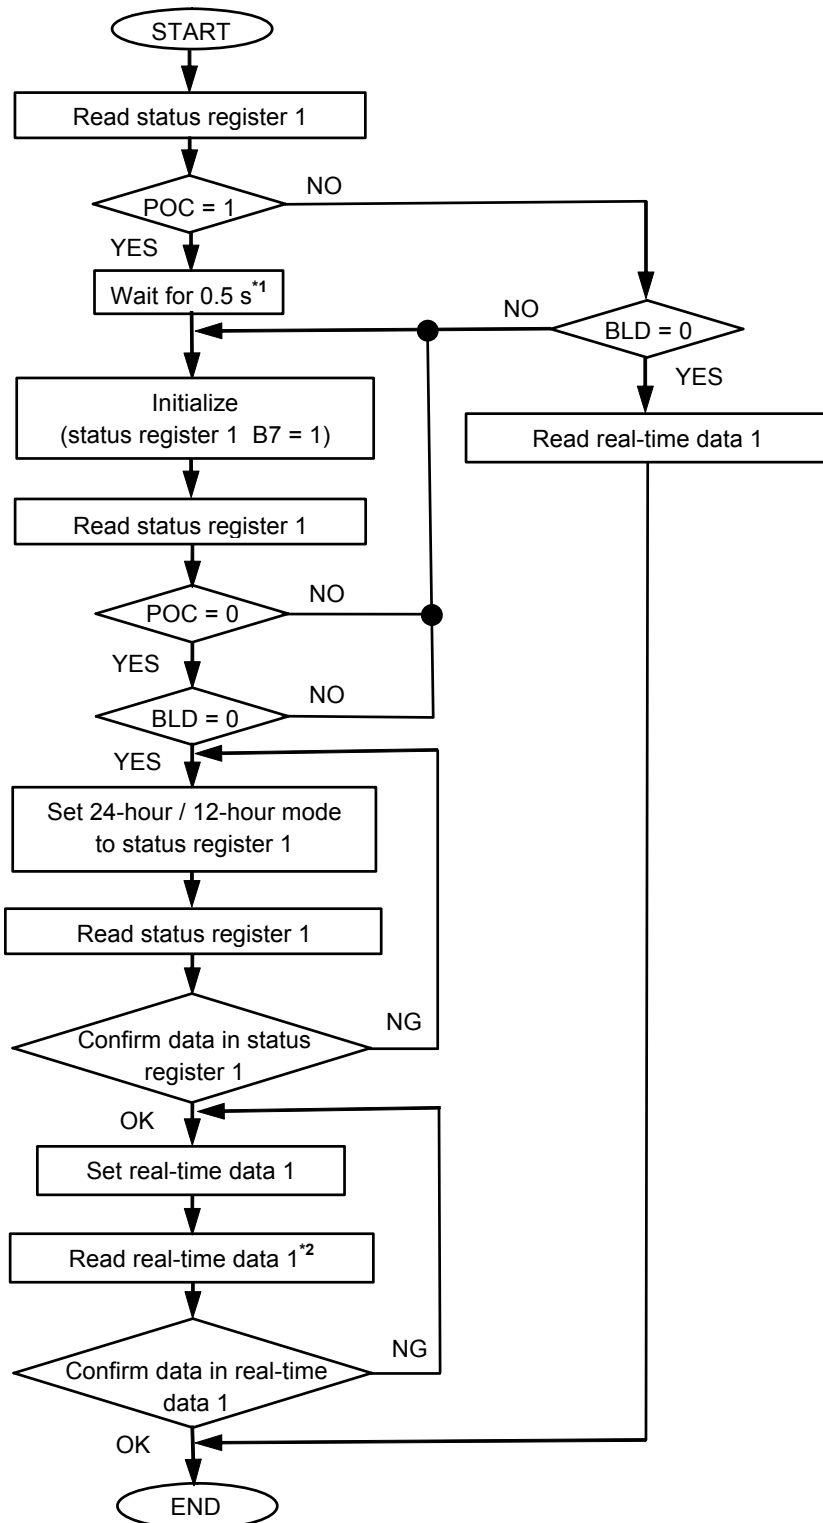 START
Read status register 1
POC = 1
NO
YES
Wait for 0.5 s*1
NO
BLD = 0
YES
Initialize
(status register 1 B7 = 1)
Read real-time data 1
Read status register 1
POC = 0
NO
YES
BLD = 0
NO
YES
Set 24-hour / 12-hour mode
to status register 1
Read status register 1
Confirm data in status
register 1
NG
OK
Set real-time data 1
Read real-time data 1*2
Confirm data in real-time
data 1
NG
OK
END